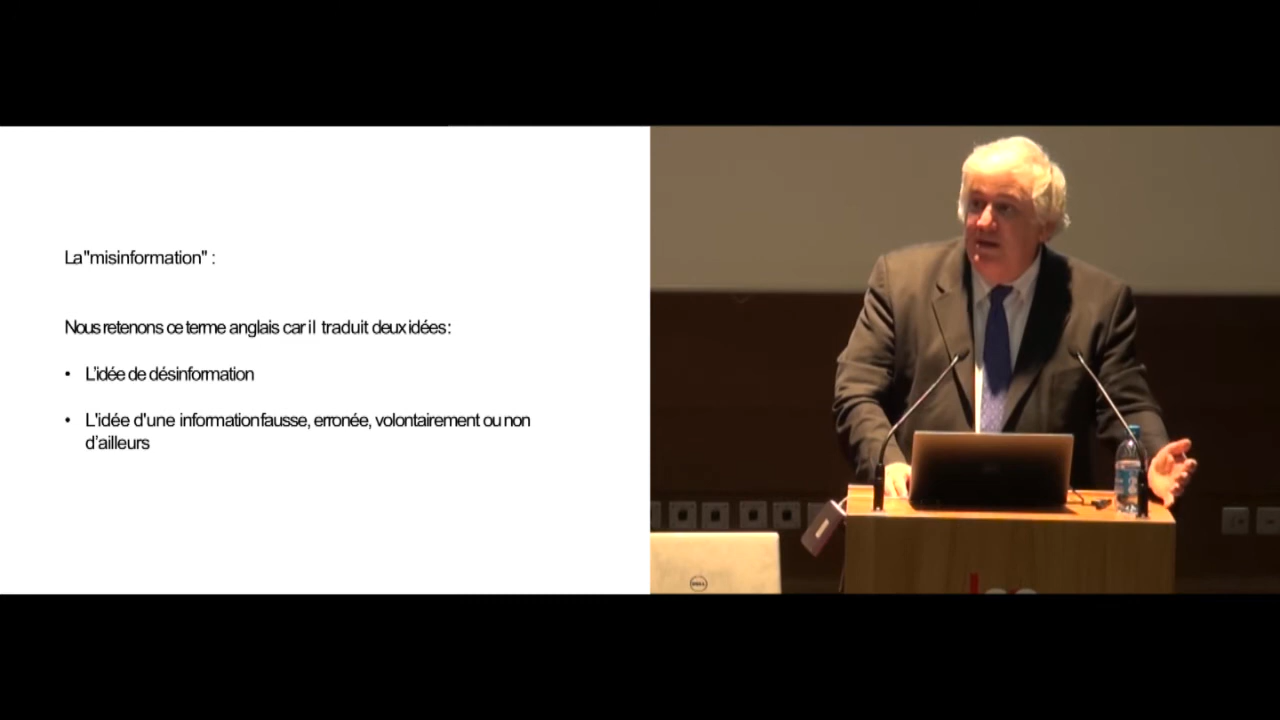 La "misinformation" :
Nous retenons ce terme anglais car il traduit deux idées :
• L'idée de désinformation
• L'idée d'une information fausse, erronée, volontairement ou non
d'ailleurs
DELL